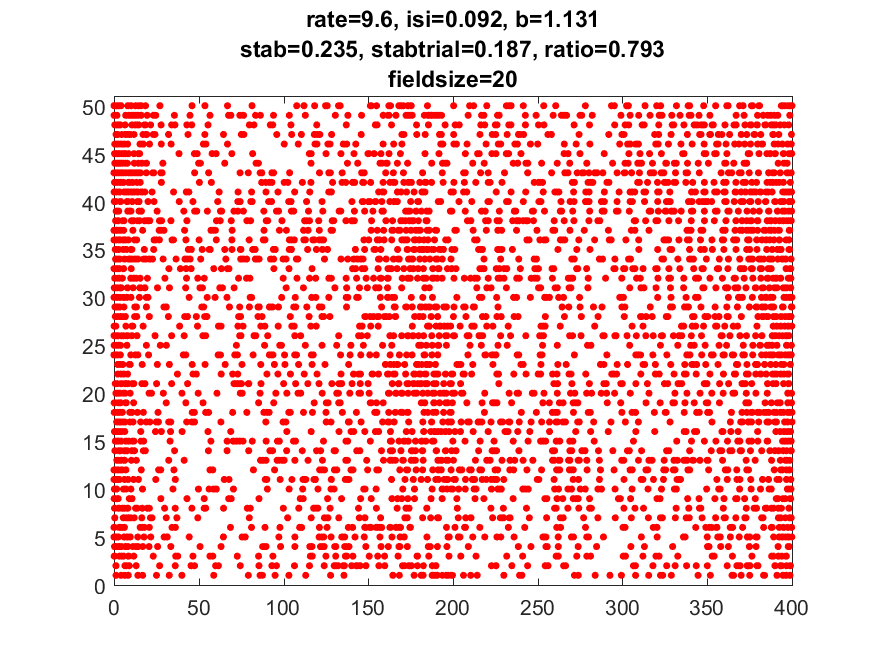 rate=9.6, isi=0.092, b=1.131
stab=0.235, stabtrial=0.187, ratio=0.793
fieldsize=20
50
45
40
35
30
25
20
15
10
5
0
0 50 100 150 200 250 300 350 400